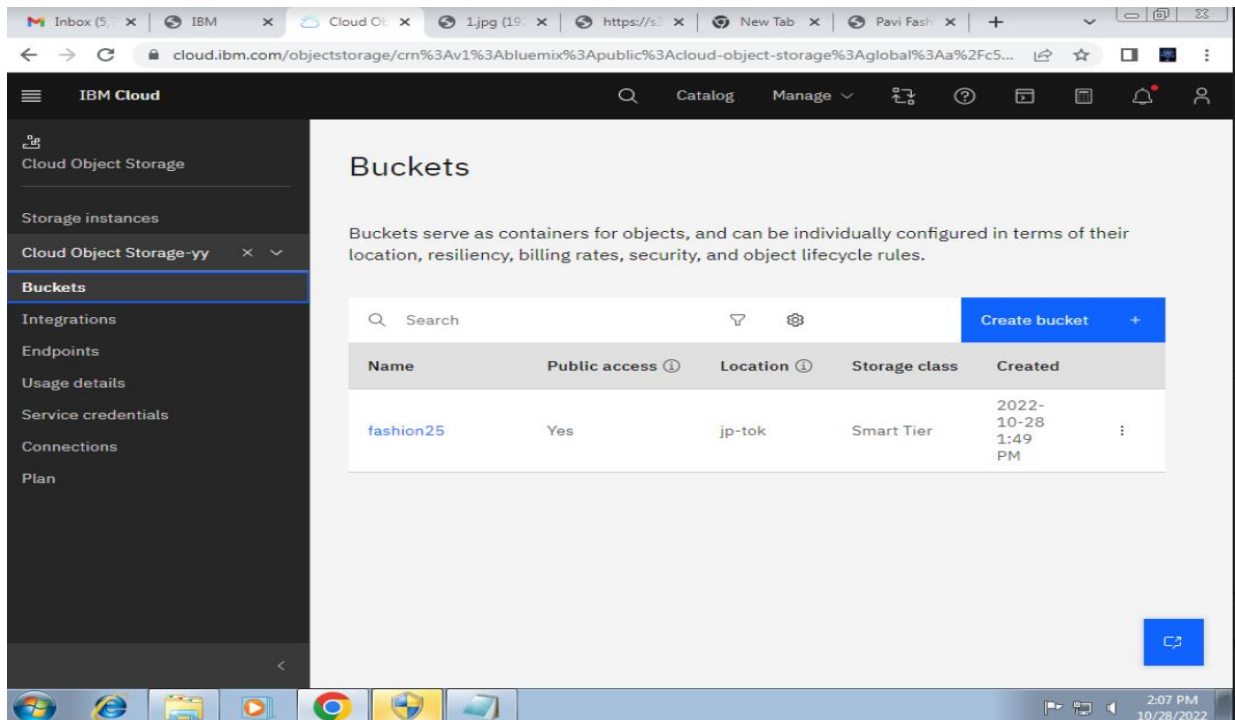 Inbox (5,
IBM
Cloud Ob
1.jpg (19
https://s3
New Tab
Pavi Fash
cloud.ibm.com/objectstorage/crn%3Av1%3Abluemix%3Apublic%3Acloud-object-storage%3Aglobal%3Aa%2Fc5...
IBM Cloud
Catalog
Manage
Cloud Object Storage
Storage instances
Cloud Object Storage-yy
Buckets
Integrations
Endpoints
Usage details
Service credentials
Connections
Plan
Buckets
Buckets serve as containers for objects, and can be individually configured in terms of their
location, resiliency, billing rates, security, and object lifecycle rules.
Search
Create bucket +
Name Public access Location Storage class Created
fashion25 Yes jp-tok Smart Tier 2022-
10-28
1:49
PM
2:07 PM
10/28/2022